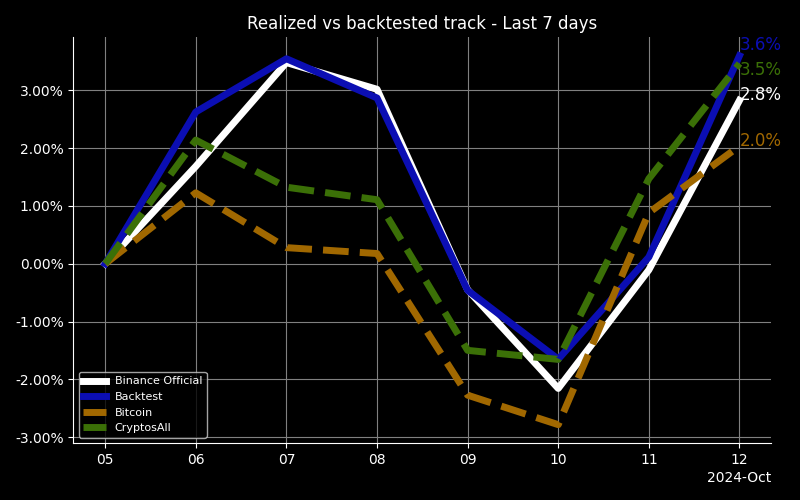 Realized vs backtested track - Last 7 days
3.6%
3.5%
2.8%
2.0%
3.00%
2.00%
1.00%
0.00%
-1.00%
-2.00%
-3.00%
Binance Official
Backtest
Bitcoin
CryptosAll
05 06 07 08 09 10 11 12
2024-Oct